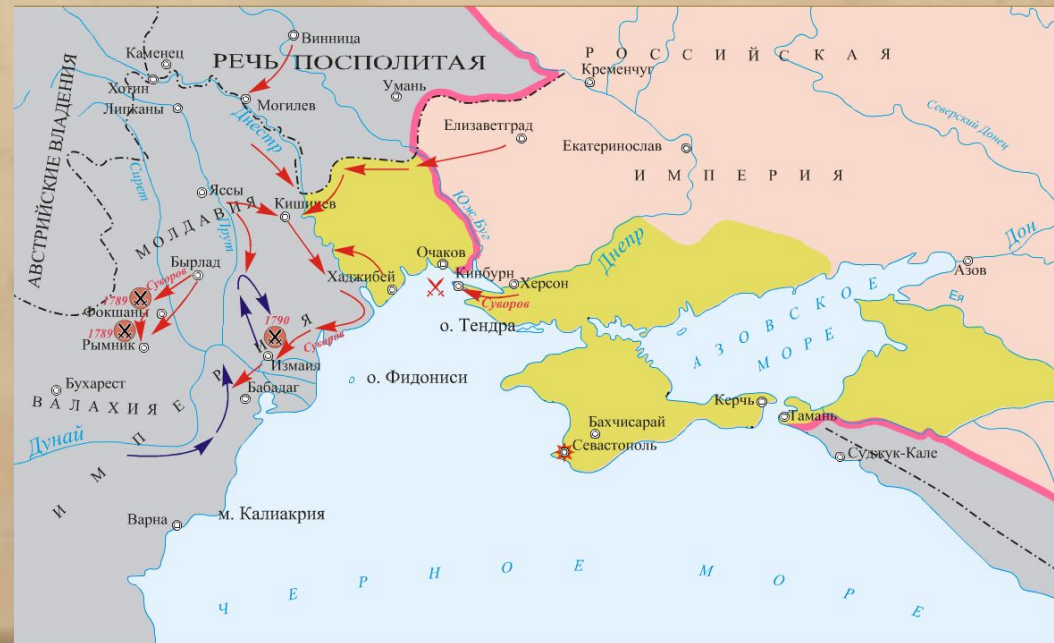 Винница
Каменец
РЕЧЬ ПОСПОЛИТАЯ
РОССИЙСКАЯ
Кременчуг
Хотин
Умань
Могилев
Липканы
Днестр
Елизаветград
Северский Донец
Екатеринослав
ИМПЕРИЯ
АВСТРИЙСКИЕ ВЛАДЕНИЯ
Сирет
Яссы
Кишинев
МОЛДАВИЯ
Прут
Юж. Буг
Днепр
Дон
Очаков
Бырлад
Хаджибей
Кинбурн
Херсон
Азов
Суворов
1789
Суворов
Ея
Фокшаны
1789
1790
о. Тендра
АЗОВСКОЕ
МОРЕ
Рымник
Суворов
Измаил
о. Фидониси
Бухарест
Бабадаг
ВАЛАХИЯ
Керчь
Бахчисарай
Тамань
Дунай
Севастополь
Суджук-Кале
ИМПЕРИЯ
м. Калиакрия
Варна
ЧЕРНОЕ МОРЕ